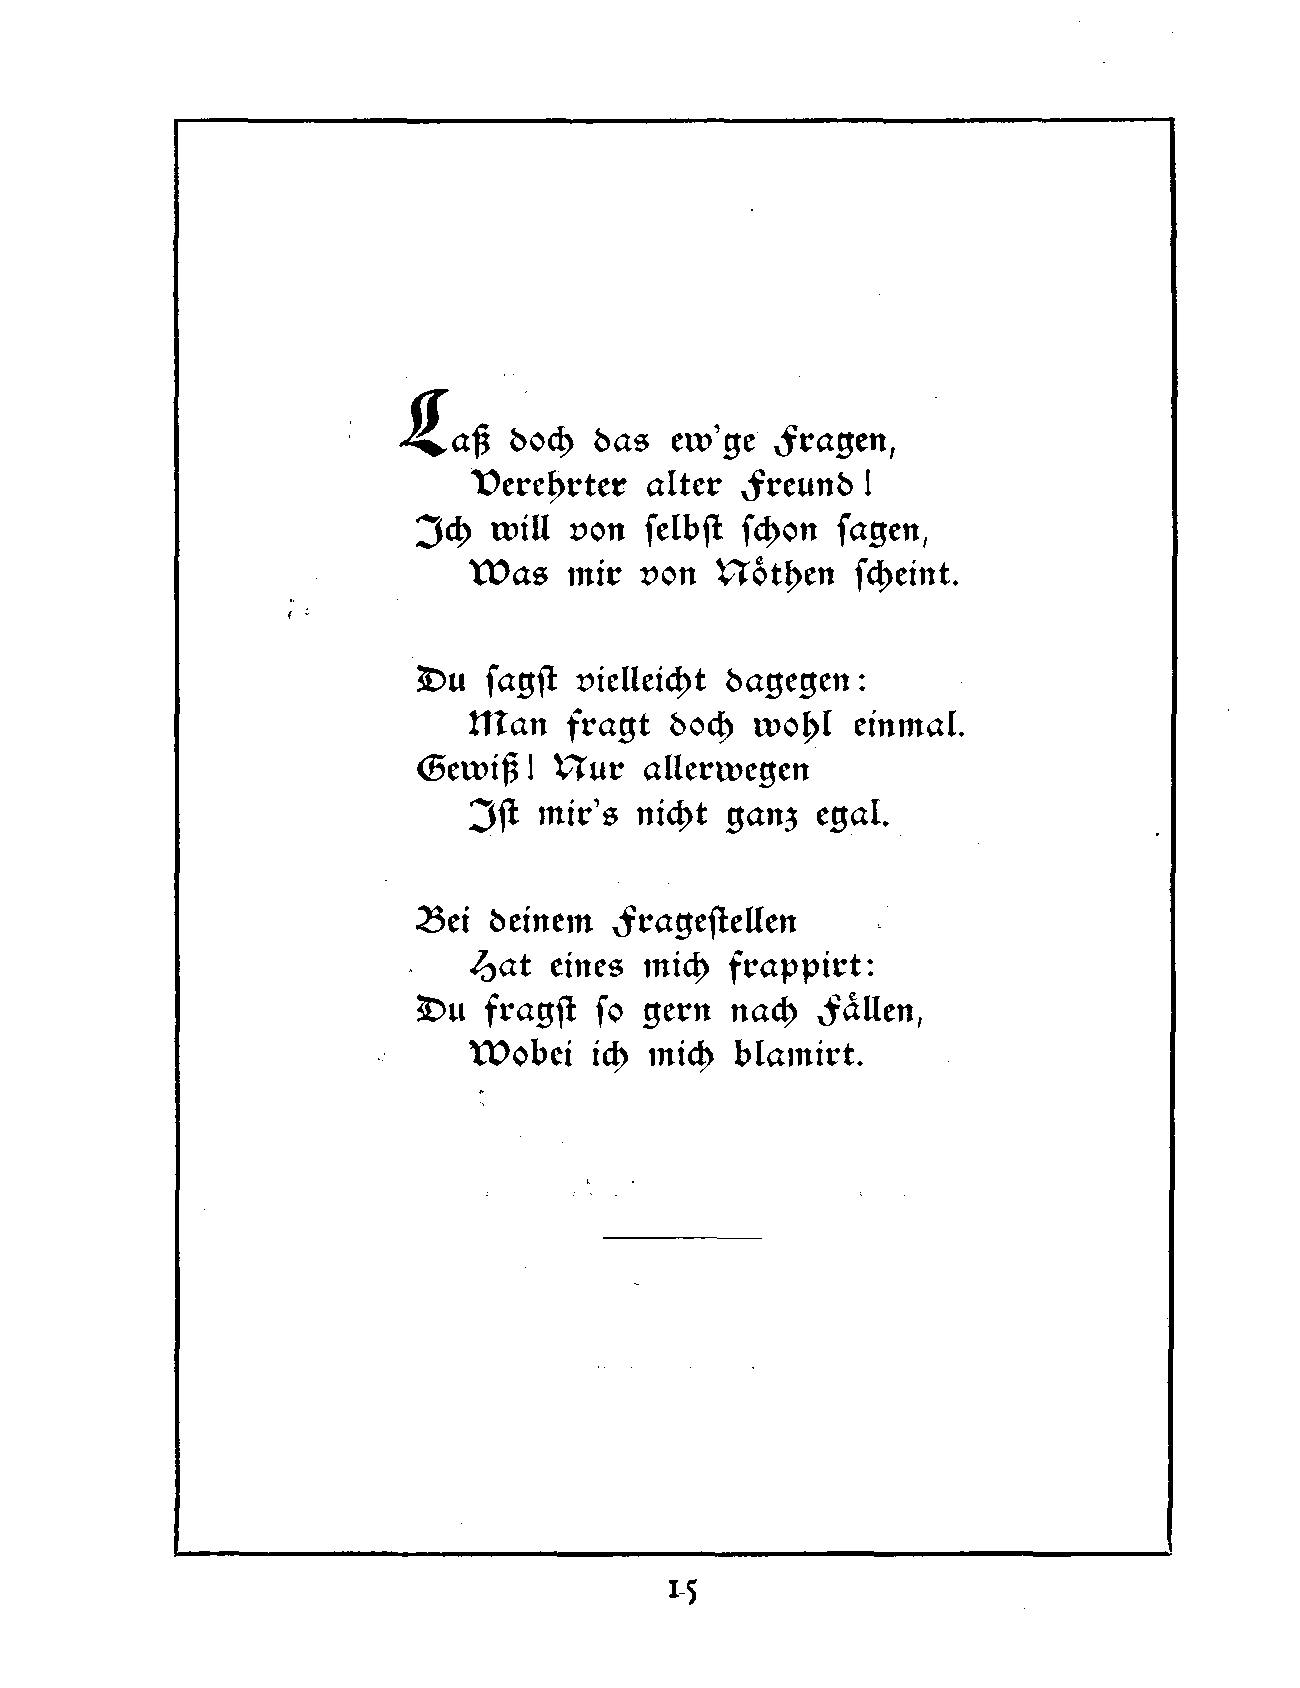 Laß doch das ew'ge Fragen,
Verehrter alter Freund!
Ich will von ſelbſt ſchon ſagen,
Was mir von Nöthen ſcheint.
Du ſagſt vielleicht dagegen:
Man fragt doch wohl einmal.
Gewiß! Nur allerwegen
Iſt mir's nicht ganz egal.
Bei deinem Frageſtellen
Hat eines mich frappirt:
Du fragſt ſo gern nach Fällen,
Wobei ich mich blamirt.
15